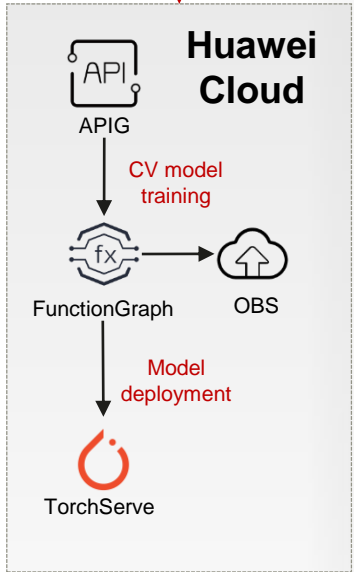 Huawei
Cloud
API
APIG
CV model
training
fx
FunctionGraph
OBS
Model
deployment
TorchServe